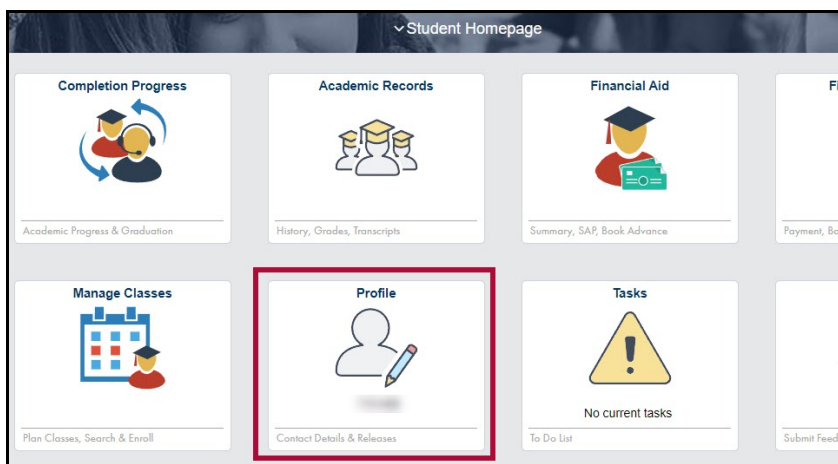 Student Homepage
Completion Progress
Academic Progress & Graduation
Academic Records
History, Grades, Transcripts
Financial Aid
Summary, SAP, Book Advance
Payment,
Manage Classes
Plan Classes, Search & Enroll
Profile
Contact Details & Releases
Tasks
No current tasks
To Do List
Submit